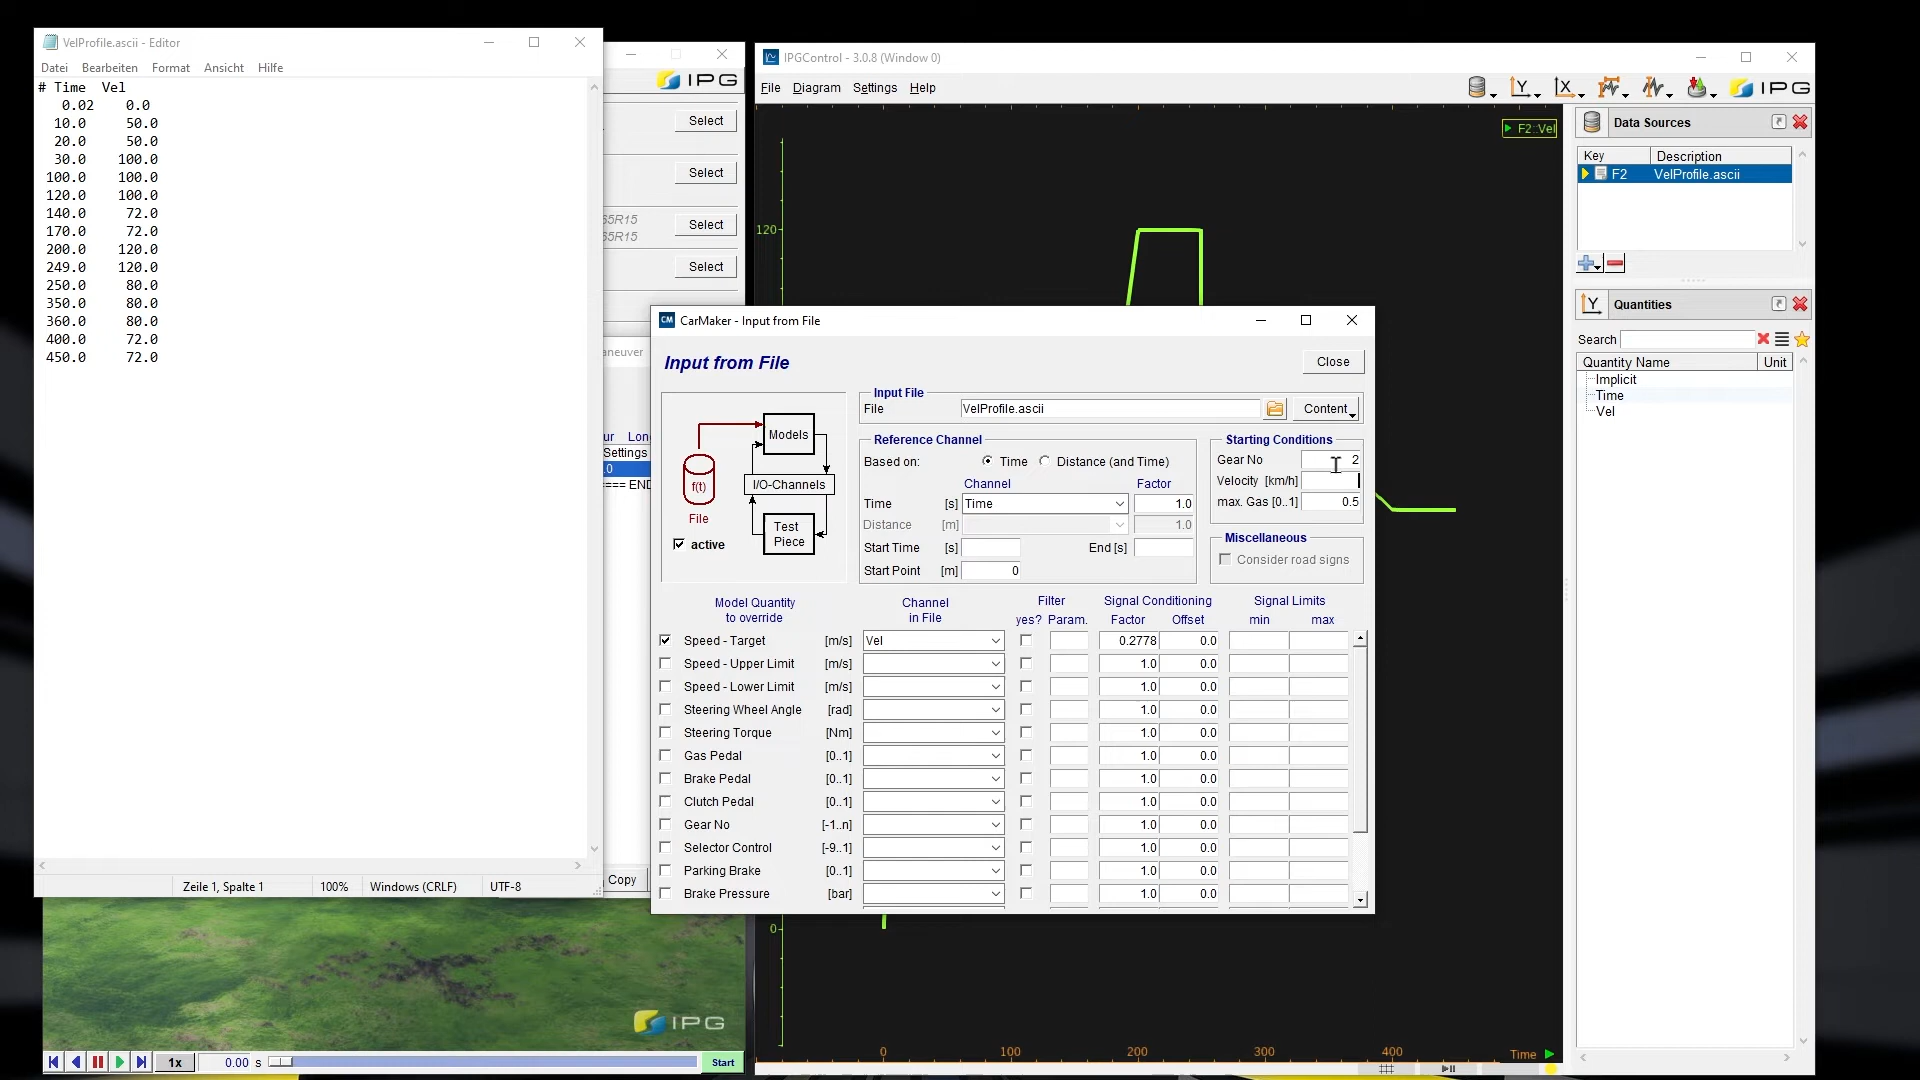 VelProfile.ascii - Editor
Datei Bearbeiten Format Ansicht Hilfe
# Time Vel
0.02 0.0
10.0 50.0
20.0 50.0
30.0 100.0
100.0 100.0
120.0 100.0
140.0 72.0
170.0 72.0
200.0 120.0
249.0 120.0
250.0 80.0
350.0 80.0
360.0 80.0
400.0 72.0
450.0 72.0
Zeile 1, Spalte 1 100% Windows (CRLF) UTF-8
IPG
Select
Select
65R15
65R15
Select
Select
aneuver
Settings
.0
==== END
Copy
IPGControl - 3.0.8 (Window 0)
File Diagram Settings Help
IPG
F2::Vel
120
0
0 100 200 300 400 Time
Data Sources
Key Description
F2 VelProfile.ascii
Quantities
Search
Quantity Name Unit
Implicit
Time
Vel
CM CarMaker - Input from File
Input from File
Close
Models
I/O-Channels
f(t)
File
Test
Piece
active
Input File
File VelProfile.ascii Content
Reference Channel
Based on: Time Distance (and Time)
Channel Factor
Time [s] Time 1.0
Distance [m] 1.0
Start Time [s] End [s]
Start Point [m] 0
Starting Conditions
Gear No 2
Velocity [km/h]
max. Gas [0..1] 0.5
Miscellaneous
Consider road signs
Model Quantity
to override
Channel
in File
Filter
yes? Param.
Signal Conditioning
Factor Offset
Signal Limits
min max
Speed - Target [m/s] Vel 0.2778 0.0
Speed - Upper Limit [m/s] 1.0 0.0
Speed - Lower Limit [m/s] 1.0 0.0
Steering Wheel Angle [rad] 1.0 0.0
Steering Torque [Nm] 1.0 0.0
Gas Pedal [0..1] 1.0 0.0
Brake Pedal [0..1] 1.0 0.0
Clutch Pedal [0..1] 1.0 0.0
Gear No [-1..n] 1.0 0.0
Selector Control [-9..1] 1.0 0.0
Parking Brake [0..1] 1.0 0.0
Brake Pressure [bar] 1.0 0.0
IPG
1x 0.00 s Start